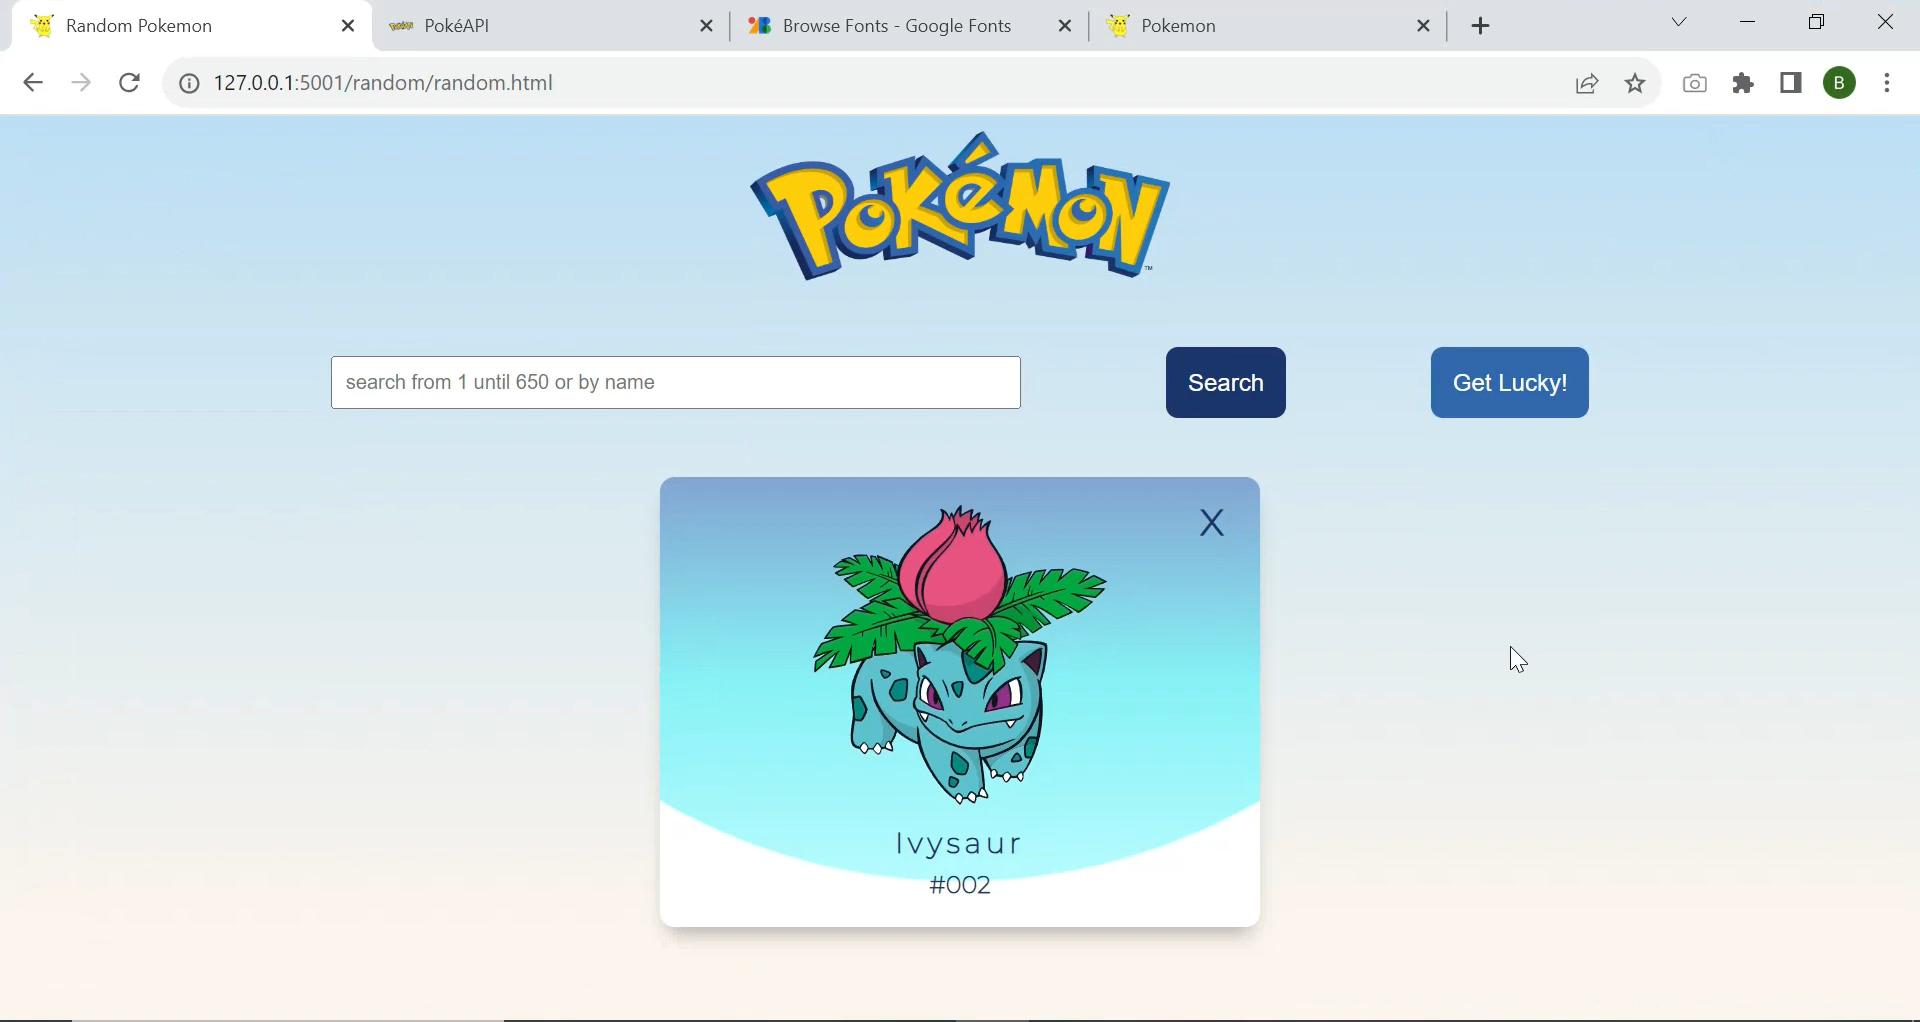 Random Pokemon
PokéAPI
Browse Fonts - Google Fonts
Pokemon
127.0.0.1:5001/random/random.html
B
POKéMON
TM
search from 1 until 650 or by name
Search
Get Lucky!
X
Ivysaur
#002